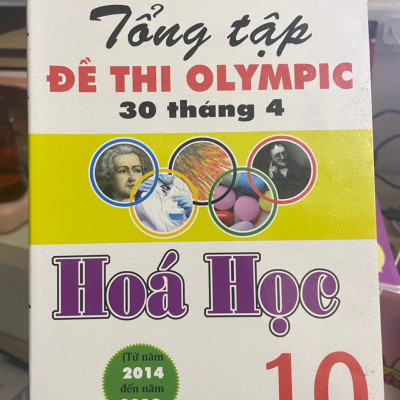 Tổng tập
ĐỀ THI OLYMPIC
30 tháng 4
Hoá Học
(Từ năm
2014
đến năm
10